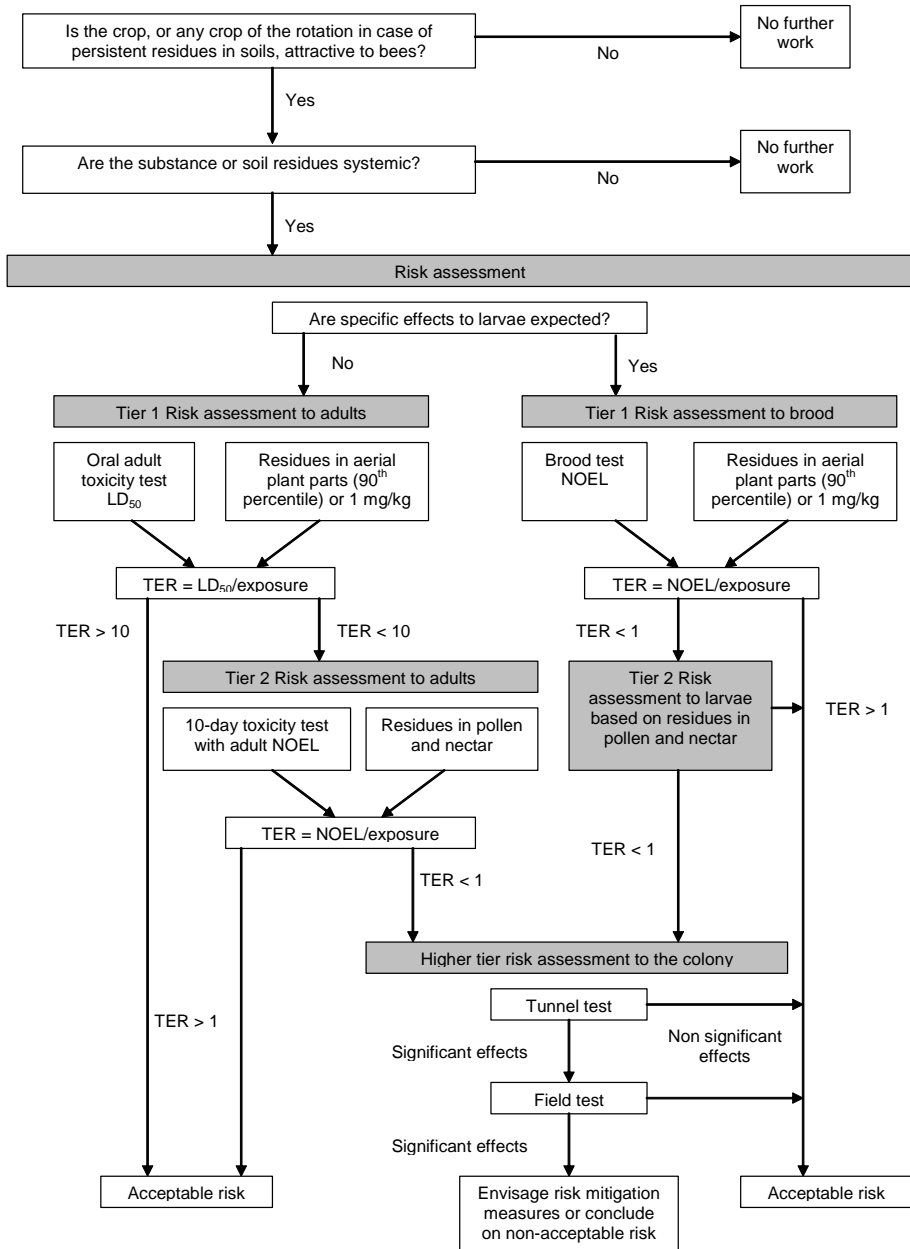 Is the crop, or any crop of the rotation in case of
persistent residues in soils, attractive to bees?
No
No further
work
Yes
Are the substance or soil residues systemic?
No
No further
work
Yes
Risk assessment
Are specific effects to larvae expected?
No
Yes
Tier 1 Risk assessment to adults
Tier 1 Risk assessment to brood
Oral adult
toxicity test
LD50
Residues in aerial
plant parts (90th
percentile) or 1 mg/kg
Brood test
NOEL
Residues in aerial
plant parts (90th
percentile) or 1 mg/kg
TER = LD50/exposure
TER = NOEL/exposure
TER > 10
TER < 10
TER < 1
TER > 1
Tier 2 Risk assessment to adults
Tier 2 Risk
assessment to larvae
based on residues in
pollen and nectar
10-day toxicity test
with adult NOEL
Residues in pollen
and nectar
TER = NOEL/exposure
TER < 1
TER < 1
Higher tier risk assessment to the colony
TER > 1
Tunnel test
Significant effects
Non significant
effects
Field test
Significant effects
Acceptable risk
Envisage risk mitigation
measures or conclude
on non-acceptable risk
Acceptable risk